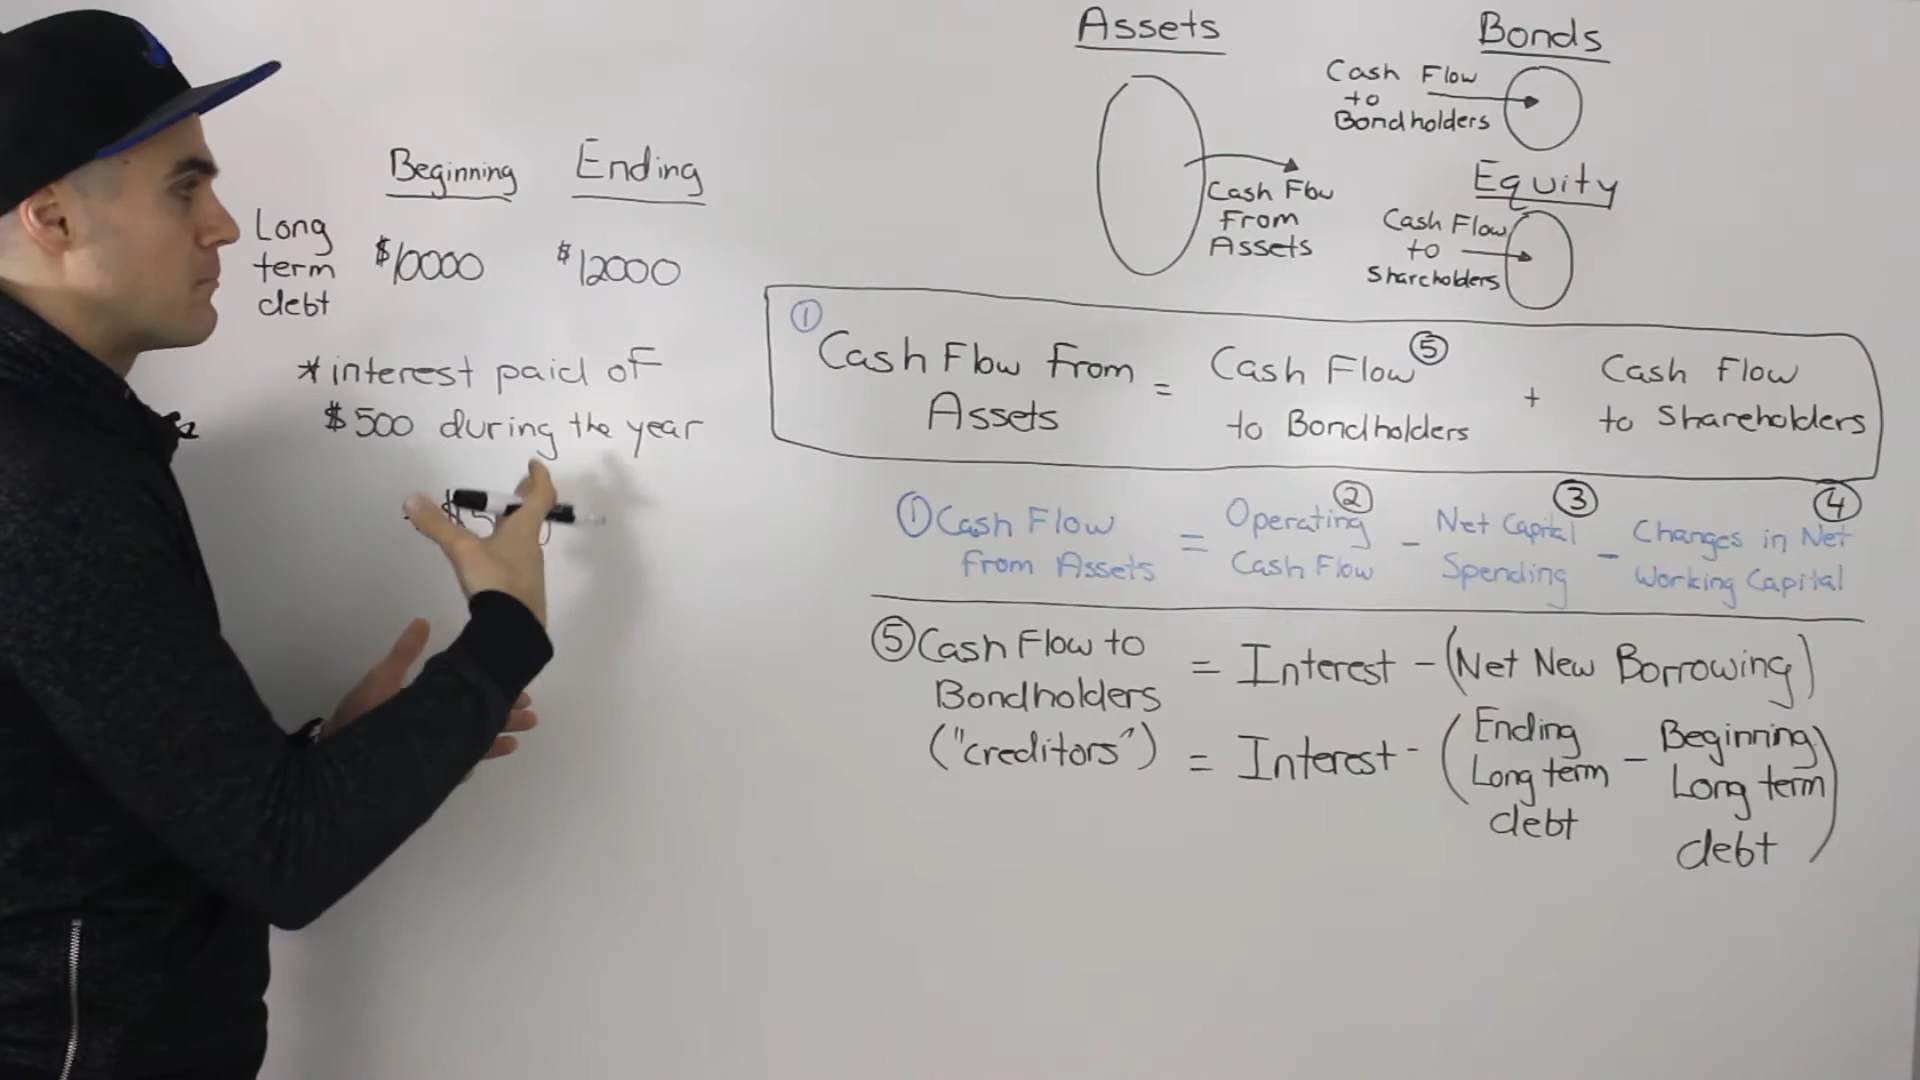 Beginning Ending
Long
term
debt
$10000 $12000
* interest paid of
$500 during the year
Assets
Cash Flow
From
Assets
Bonds
Cash Flow
to
Bondholders
Equity
Cash Flow
to
Shareholders
① Cash Flow From
Assets
=
Cash Flow ⑤
to Bondholders
+
Cash Flow
to Shareholders
① Cash Flow
from Assets
=
Operating ②
Cash Flow
-
Net Capital ③
Spending
-
Changes in Net ④
Working Capital
⑤ Cash Flow to
Bondholders
("creditors")
= Interest - (Net New Borrowing)
= Interest - (
Ending
Long term
debt
-
Beginning
Long term
debt
)